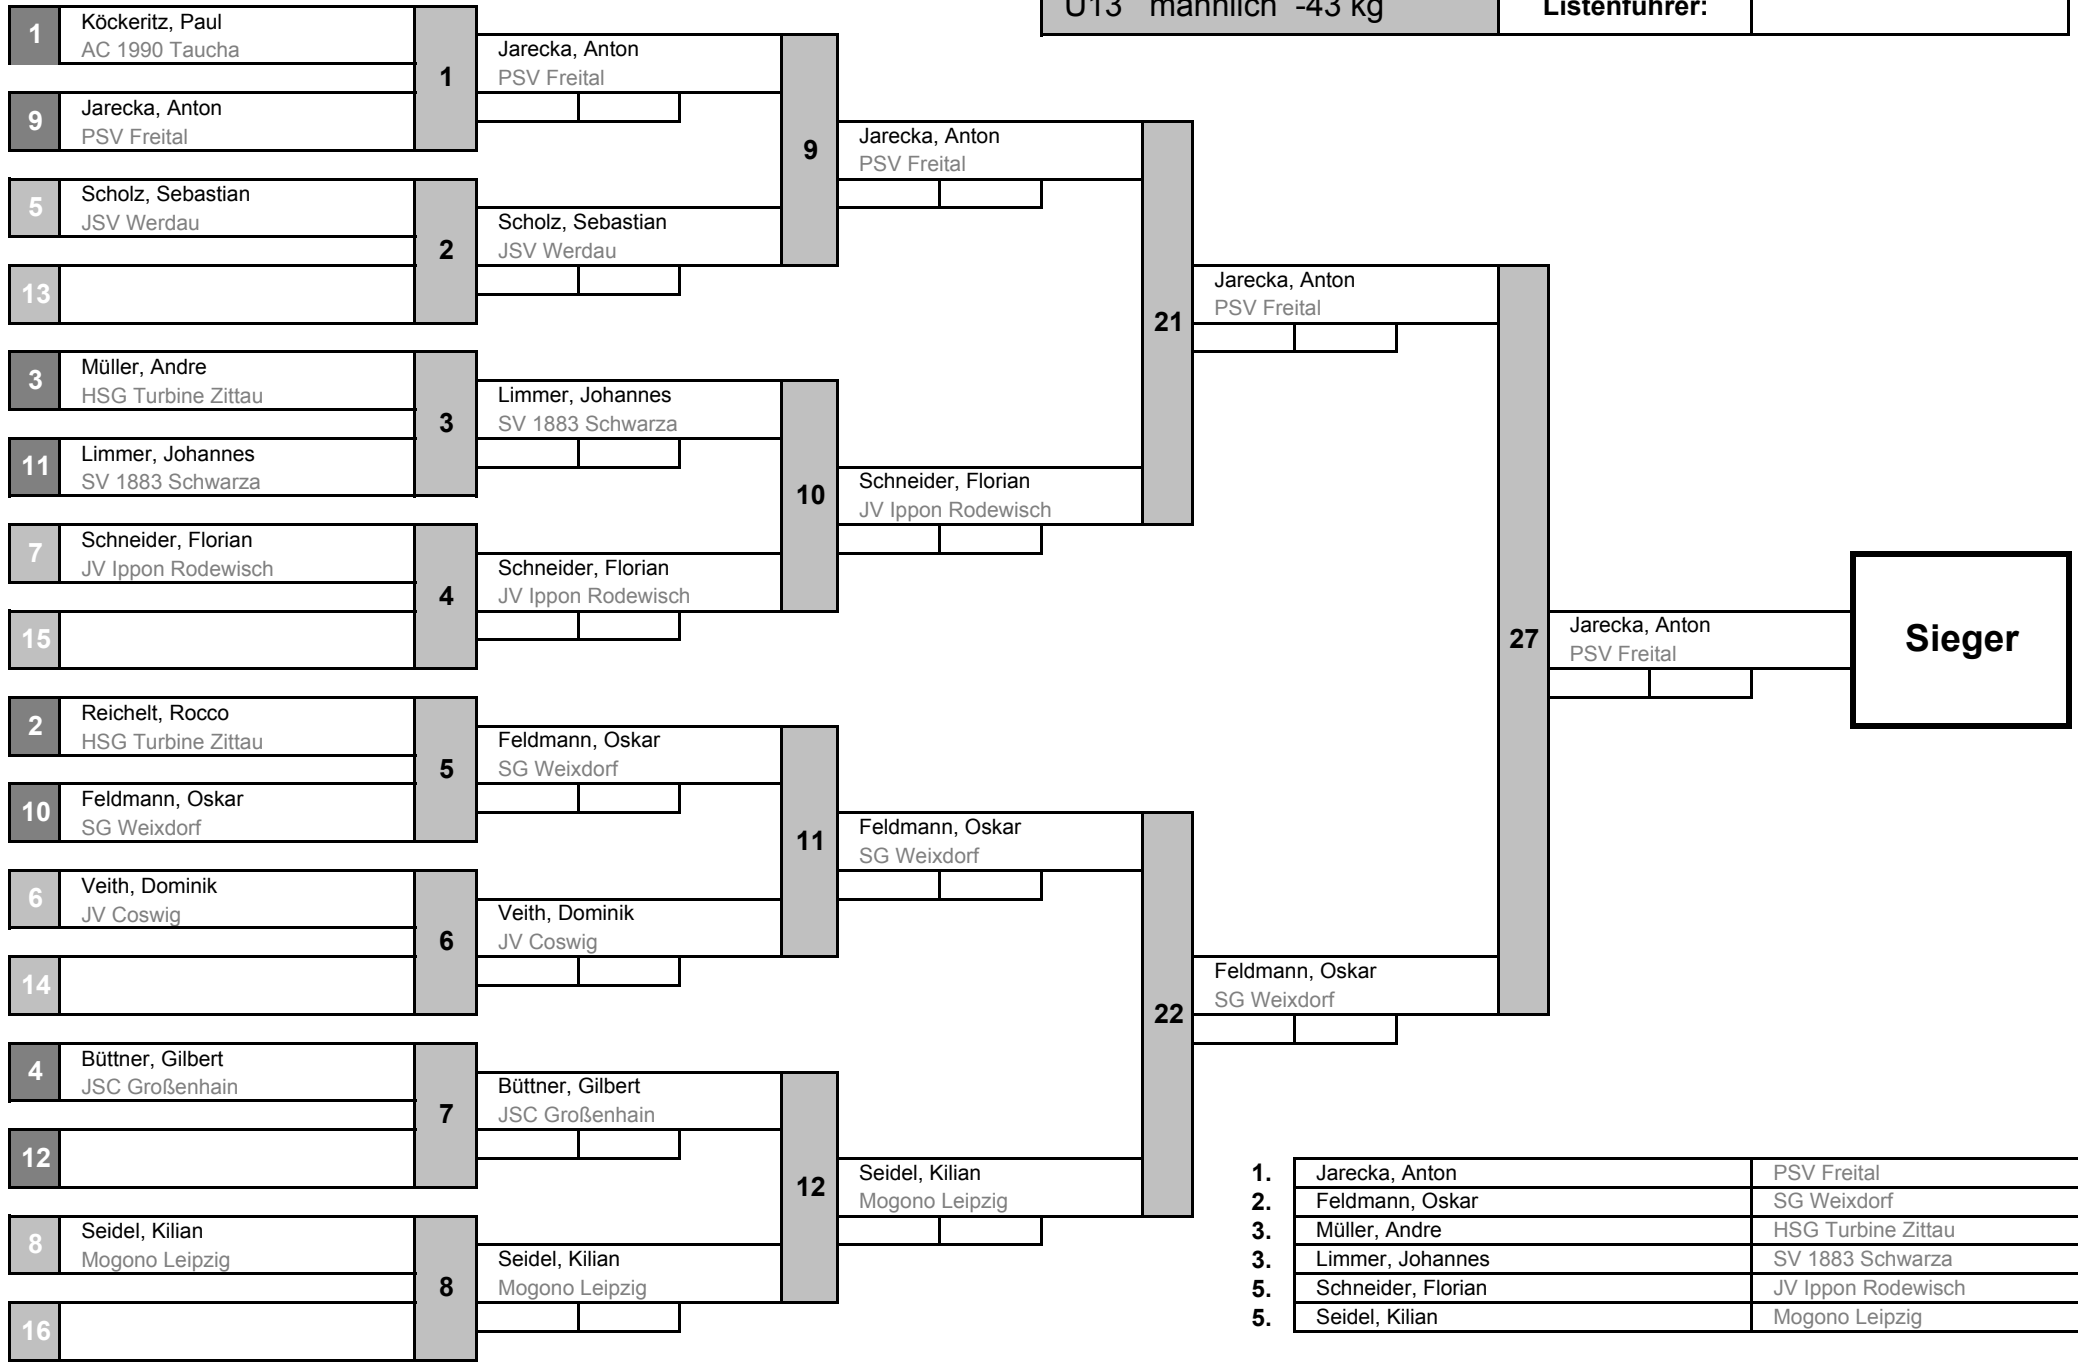 U13 männlich -43 kg
Listenführer:
1
Köckeritz, Paul
AC 1990 Taucha
9
Jarecka, Anton
PSV Freital
1
5
Scholz, Sebastian
JSV Werdau
13
2
3
Müller, Andre
HSG Turbine Zittau
11
Limmer, Johannes
SV 1883 Schwarza
3
7
Schneider, Florian
JV Ippon Rodewisch
15
4
2
Reichelt, Rocco
HSG Turbine Zittau
10
Feldmann, Oskar
SG Weixdorf
5
6
Veith, Dominik
JV Coswig
14
6
4
Büttner, Gilbert
JSC Großenhain
12
7
8
Seidel, Kilian
Mogono Leipzig
16
8
Jarecka, Anton
PSV Freital
Scholz, Sebastian
JSV Werdau
9
Limmer, Johannes
SV 1883 Schwarza
Schneider, Florian
JV Ippon Rodewisch
10
Feldmann, Oskar
SG Weixdorf
Veith, Dominik
JV Coswig
11
Büttner, Gilbert
JSC Großenhain
Seidel, Kilian
Mogono Leipzig
12
Jarecka, Anton
PSV Freital
Schneider, Florian
JV Ippon Rodewisch
21
Feldmann, Oskar
SG Weixdorf
Seidel, Kilian
Mogono Leipzig
22
Jarecka, Anton
PSV Freital
Feldmann, Oskar
SG Weixdorf
27
Jarecka, Anton
PSV Freital
Sieger
1. Jarecka, Anton PSV Freital
2. Feldmann, Oskar SG Weixdorf
3. Müller, Andre HSG Turbine Zittau
3. Limmer, Johannes SV 1883 Schwarza
5. Schneider, Florian JV Ippon Rodewisch
5. Seidel, Kilian Mogono Leipzig